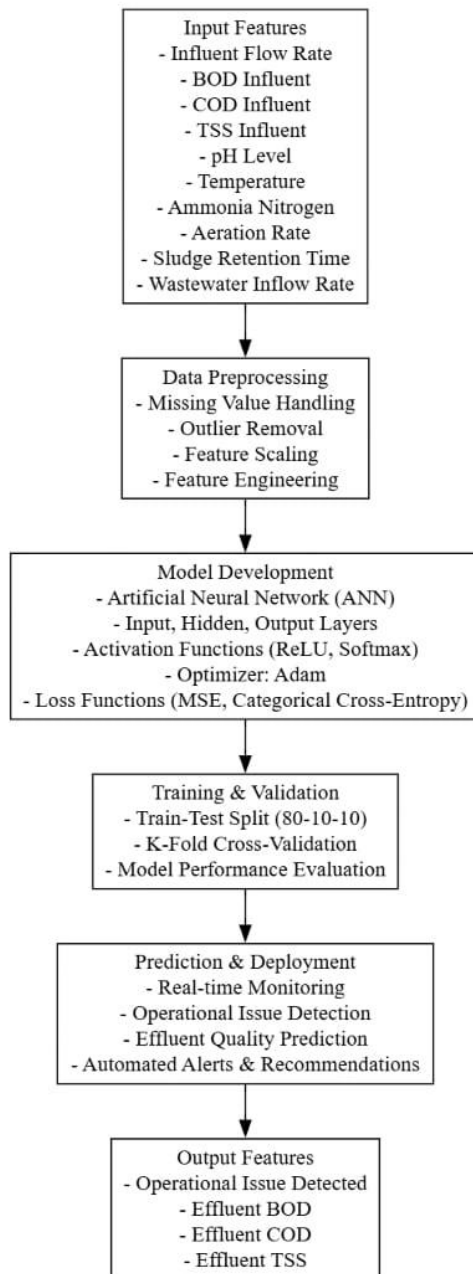 Input Features
- Influent Flow Rate
- BOD Influent
- COD Influent
- TSS Influent
- pH Level
- Temperature
- Ammonia Nitrogen
- Aeration Rate
- Sludge Retention Time
- Wastewater Inflow Rate
Data Preprocessing
- Missing Value Handling
- Outlier Removal
- Feature Scaling
- Feature Engineering
Model Development
- Artificial Neural Network (ANN)
- Input, Hidden, Output Layers
- Activation Functions (ReLU, Softmax)
- Optimizer: Adam
- Loss Functions (MSE, Categorical Cross-Entropy)
Training & Validation
- Train-Test Split (80-10-10)
- K-Fold Cross-Validation
- Model Performance Evaluation
Prediction & Deployment
- Real-time Monitoring
- Operational Issue Detection
- Effluent Quality Prediction
- Automated Alerts & Recommendations
Output Features
- Operational Issue Detected
- Effluent BOD
- Effluent COD
- Effluent TSS